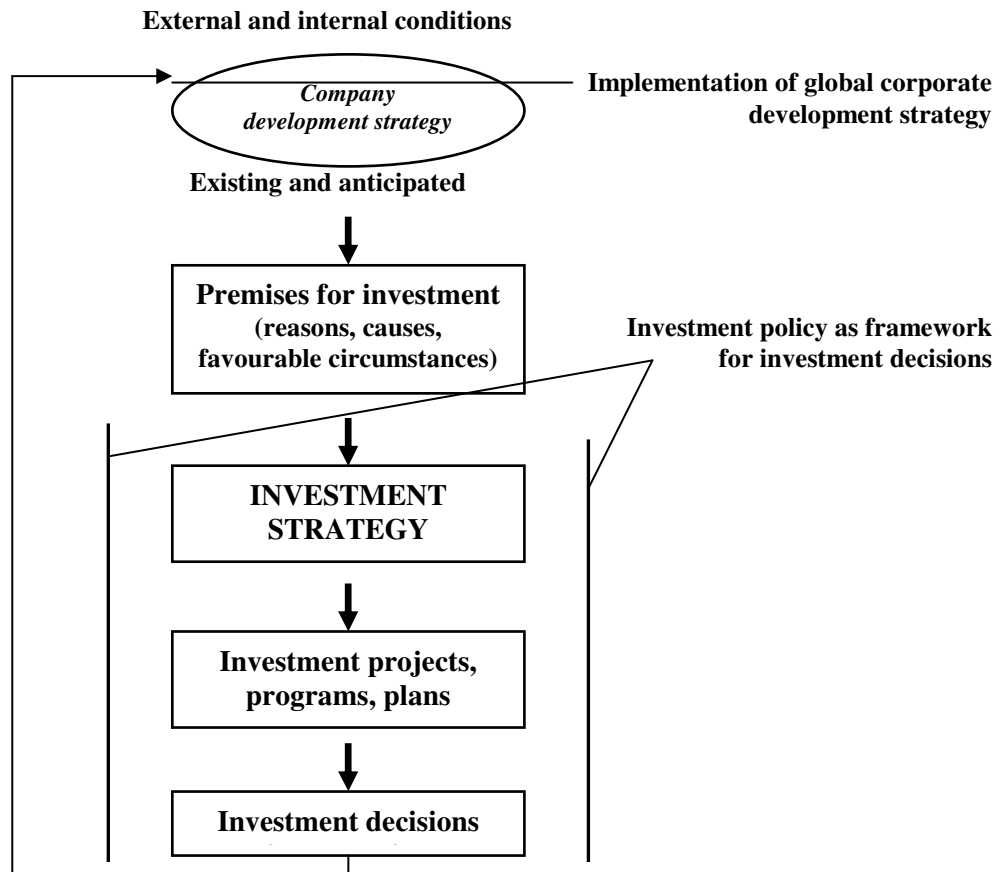 External and internal conditions
Implementation of global corporate
development strategy
Company
development strategy
Existing and anticipated
Premises for investment
(reasons, causes,
favourable circumstances)
Investment policy as framework
for investment decisions
INVESTMENT
STRATEGY
Investment projects,
programs, plans
Investment decisions